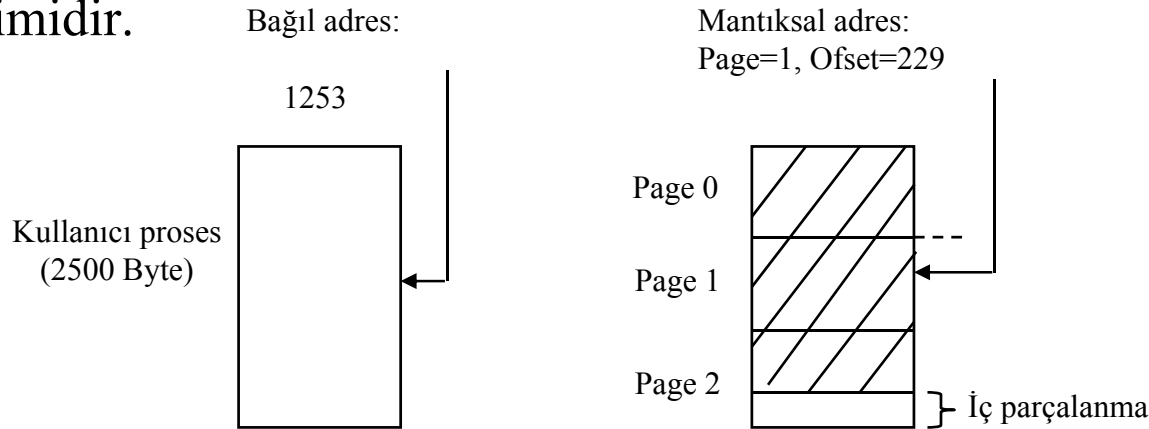 imidir.
Bağıl adres:
1253
Kullanıcı proses
(2500 Byte)
Mantıksal adres:
Page=1, Ofset=229
Page 0
Page 1
Page 2
İç parçalanma